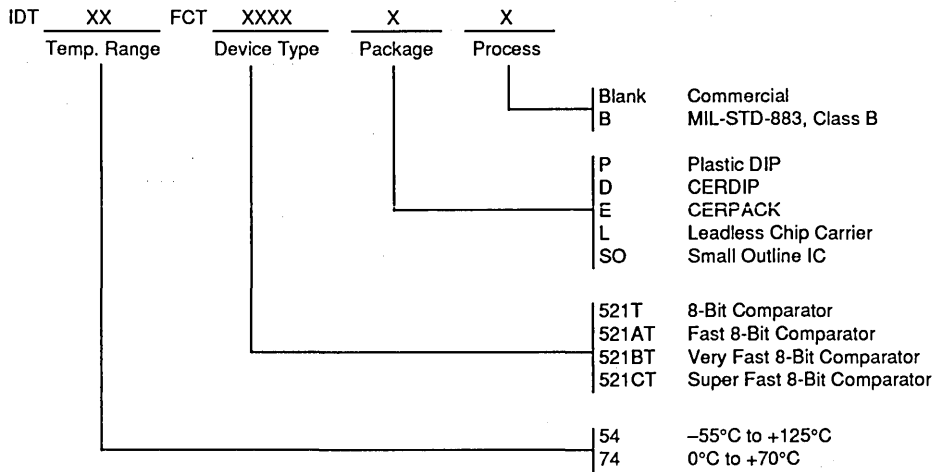 IDT XX FCT XXXX X X
Temp. Range Device Type Package Process
Blank Commercial
B MIL-STD-883, Class B
P Plastic DIP
D CERDIP
E CERPACK
L Leadless Chip Carrier
SO Small Outline IC
521T 8-Bit Comparator
521AT Fast 8-Bit Comparator
521BT Very Fast 8-Bit Comparator
521CT Super Fast 8-Bit Comparator
54 –55°C to +125°C
74 0°C to +70°C